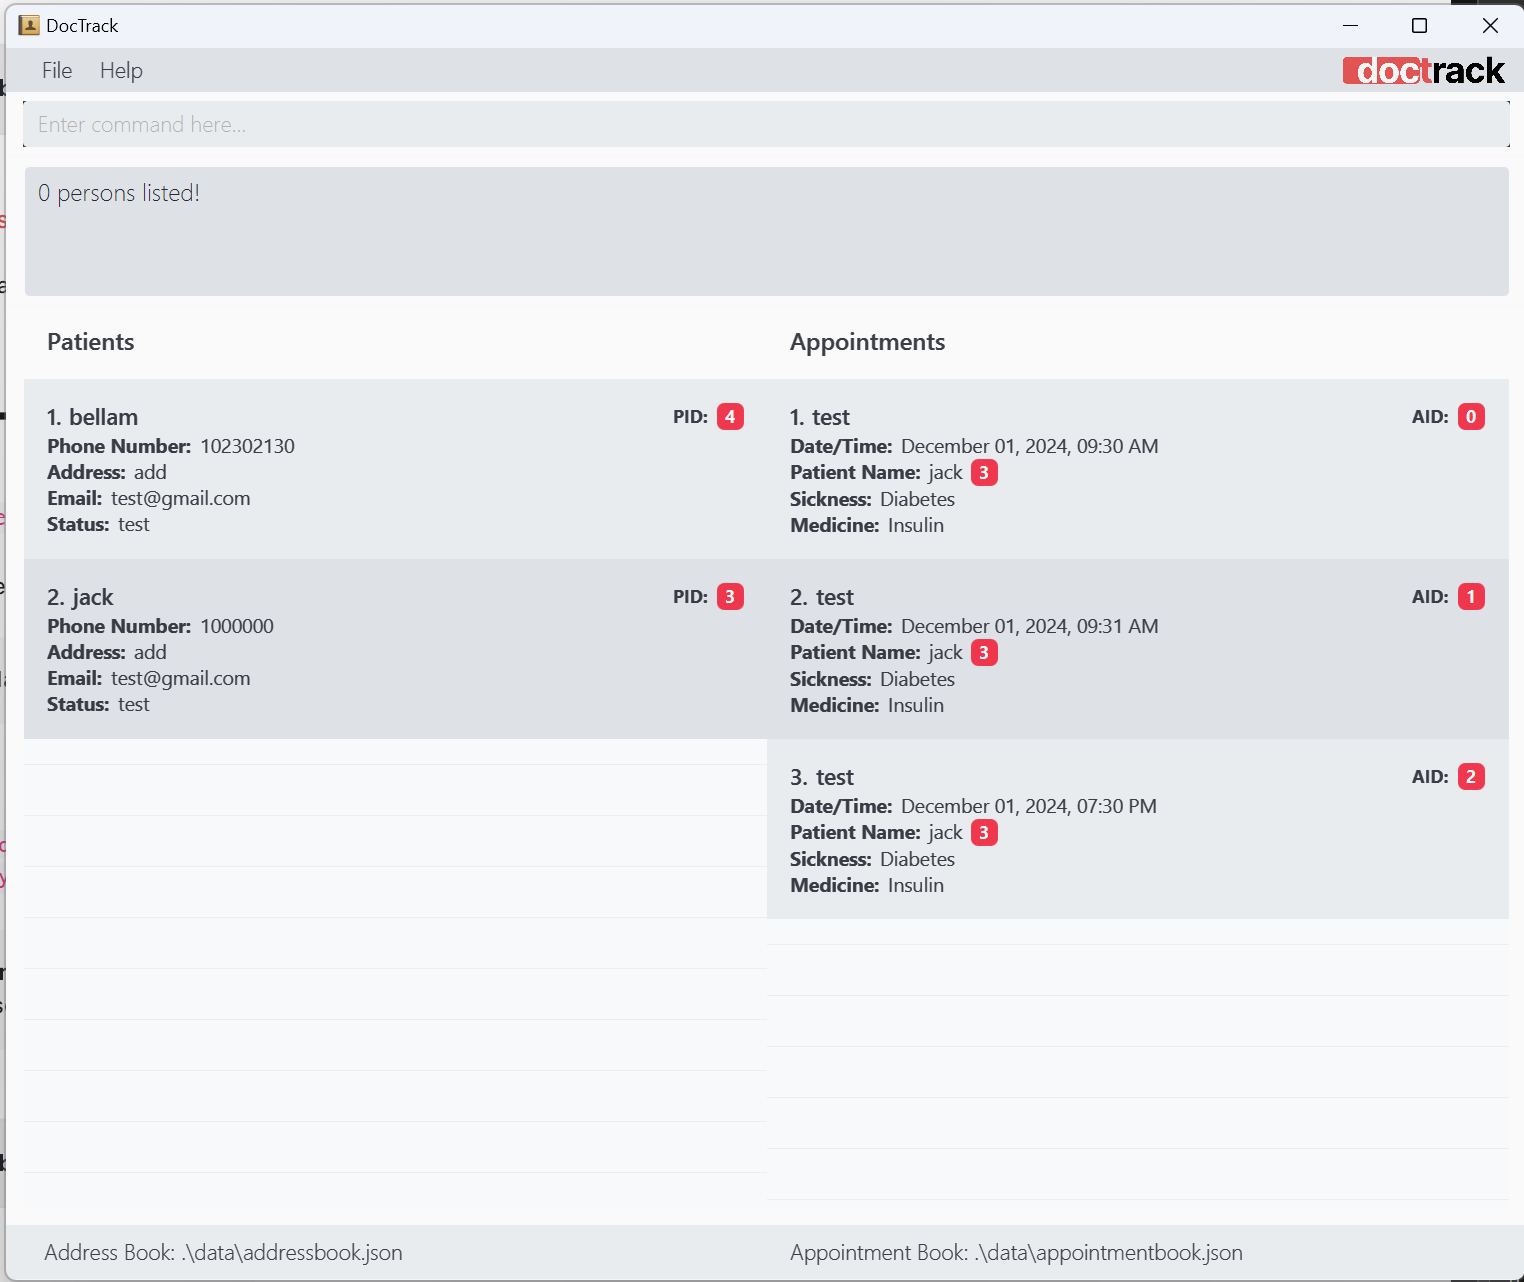 DocTrack
File Help
doctrack
Enter command here...
0 persons listed!
Patients
1. bellam PID: 4
Phone Number: 102302130
Address: add
Email: test@gmail.com
Status: test
2. jack PID: 3
Phone Number: 1000000
Address: add
Email: test@gmail.com
Status: test
Appointments
1. test AID: 0
Date/Time: December 01, 2024, 09:30 AM
Patient Name: jack 3
Sickness: Diabetes
Medicine: Insulin
2. test AID: 1
Date/Time: December 01, 2024, 09:31 AM
Patient Name: jack 3
Sickness: Diabetes
Medicine: Insulin
3. test AID: 2
Date/Time: December 01, 2024, 07:30 PM
Patient Name: jack 3
Sickness: Diabetes
Medicine: Insulin
Address Book: .\data\addressbook.json
Appointment Book: .\data\appointmentbook.json